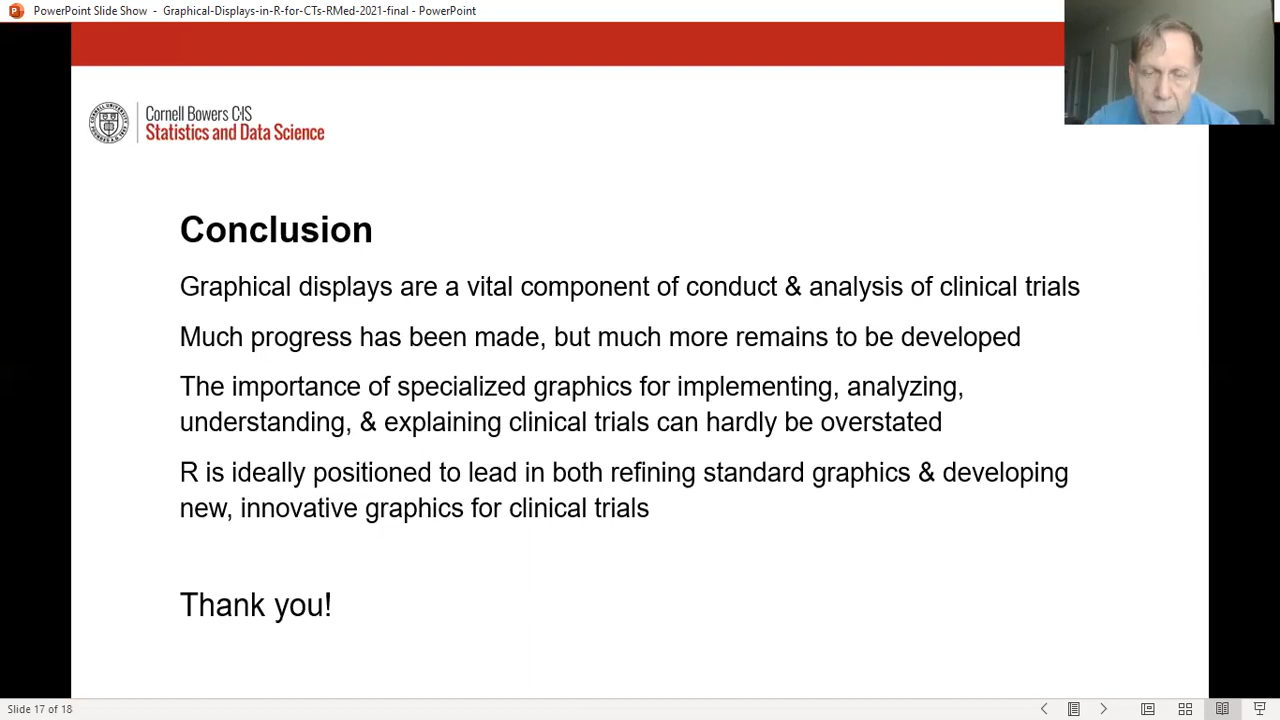 PowerPoint Slide Show - Graphical-Displays-in-R-for-CTs-RMed-2021-final - PowerPoint
Cornell Bowers C·IS
Statistics and Data Science
Conclusion
Graphical displays are a vital component of conduct & analysis of clinical trials
Much progress has been made, but much more remains to be developed
The importance of specialized graphics for implementing, analyzing,
understanding, & explaining clinical trials can hardly be overstated
R is ideally positioned to lead in both refining standard graphics & developing
new, innovative graphics for clinical trials
Thank you!
Slide 17 of 18